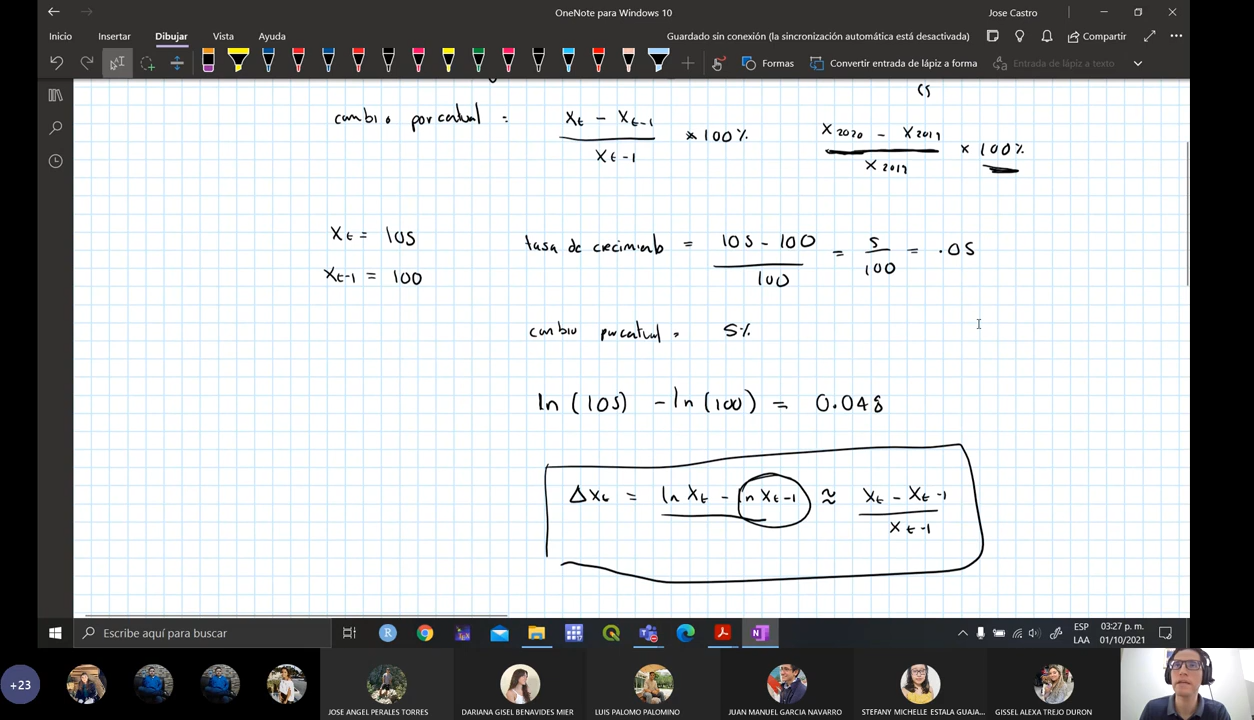 OneNote para Windows 10
Jose Castro
Inicio Insertar Dibujar Vista Ayuda
Guardado sin conexión (la sincronización automática está desactivada)
Compartir
Formas
Convertir entrada de lápiz a forma
Entrada de lápiz a texto
cambio porcentual = (Xt - Xt-1) / Xt-1 * 100%
(X2020 - X2019) / X2019 × 100%
Xt = 105
Xt-1 = 100
tasa de crecimiento = (105 - 100) / 100 = 5/100 = .05
cambio porcentual = 5%
ln(105) - ln(100) = 0.048
ΔXt = ln Xt - ln Xt-1 ≈ (Xt - Xt-1) / Xt-1
Escribe aquí para buscar
ESP
LAA
03:27 p. m.
01/10/2021
+23
JOSE ANGEL PERALES TORRES
DARIANA GISEL BENAVIDES MIER
LUIS PALOMO PALOMINO
JUAN MANUEL GARCIA NAVARRO
STEFANY MICHELLE ESTALA GUAJA...
GISSEL ALEXA TREJO DURON